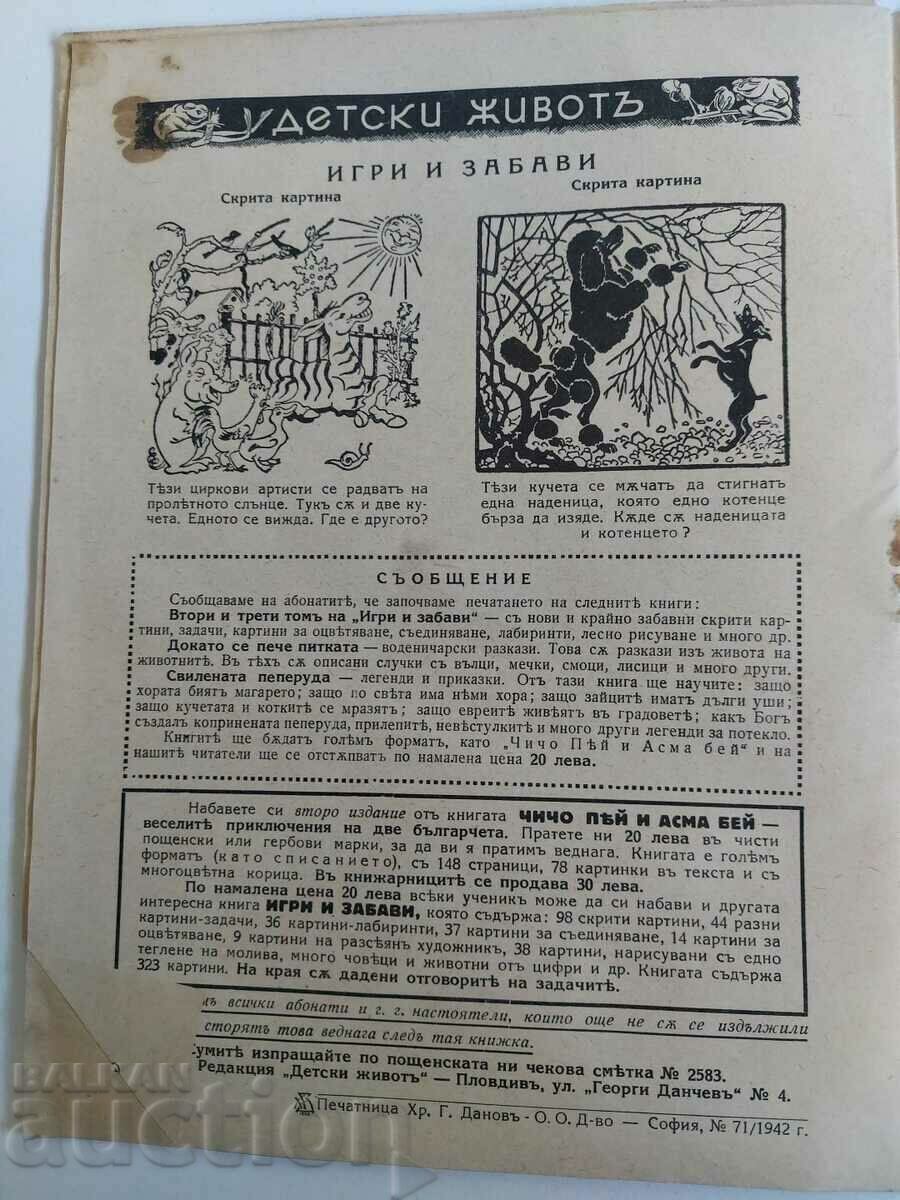 ДЕТСКИ ЖИВОТЪ
ИГРИ И ЗАБАВИ
Скрита картина
Тѣзи циркови артисти се радватъ на
пролѣтното слънце. Тукъ сѫ и две ку-
чета. Едното се вижда. Где е другото?
Скрита картина
Тѣзи кучета се мѫчатъ да стигнатъ
една наденица, която едно котенце
бърза да изяде. Кѫде сѫ наденицата
и котенцето?
СЪОБЩЕНИЕ
Съобщаваме на абонатитѣ, че започваме печатането на следнитѣ книги:
Втори и трети томъ на „Игри и забави“ — съ нови и крайно забавни скрити кар-
тини, задачи, картини за оцвѣтяване, съединяване, лабиринти, лесно рисуване и много др.
Докато се пече питката — воденичарски разкази. Това сѫ разкази изъ живота на
животнитѣ. Въ тѣхъ сѫ описани случки съ вълци, мечки, смоци, лисици и много други.
Свилената пеперуда — легенди и приказки. Отъ тази книга ще научите: защо
хората биятъ магарето; защо по свѣта има нѣми хора; защо зайцитѣ иматъ дълги уши;
защо кучетата и коткитѣ се мразятъ; защо евреитѣ живѣятъ въ градоветѣ; какъ Богъ
създалъ копринената пеперуда, прилепитѣ, невѣстулкитѣ и много други легенди за потекло.
Книгитѣ ще бѫдатъ голѣмъ форматъ, като „Чичо Пѣй и Асма бей“ и на
нашитѣ читатели ще се отстѫпватъ по намалена цена 20 лева.
Набавете си второ издание отъ книгата ЧИЧО ПѢЙ И АСМА БЕЙ —
веселитѣ приключения на две българчета. Пратете ни 20 лева въ чисти
пощенски или гербови марки, за да ви я пратимъ веднага. Книгата е голѣмъ
форматъ (като списанието), съ 148 страници, 78 картинки въ текста и съ
многоцвѣтна корица. Въ книжарницитѣ се продава 30 лева.
По намалена цена 20 лева всѣки ученикъ може да си набави и другата
интересна книга ИГРИ И ЗАБАВИ, която съдържа: 98 скрити картини, 44 разни
картини-задачи, 36 картини-лабиринти, 37 картини за съединяване, 14 картини за
оцвѣтяване, 9 картини на разсѣянъ художникъ, 38 картини, нарисувани съ едно
теглене на молива, много човѣци и животни отъ цифри и др. Книгата съдържа
323 картини. На края сѫ дадени отговоритѣ на задачитѣ.
мъ всички абонати и г. г. настоятели, които още не сѫ се издължили
сторятъ това веднага следъ тая книжка.
умитѣ изпращайте по пощенската ни чекова смѣтка № 2583.
Редакция „Детски животъ“ — Пловдивъ, ул. „Георги Данчевъ“ № 4.
Печатница Хр. Г. Дановъ - О. О. Д-во — София, № 71/1942 г.
BALKAN
auction